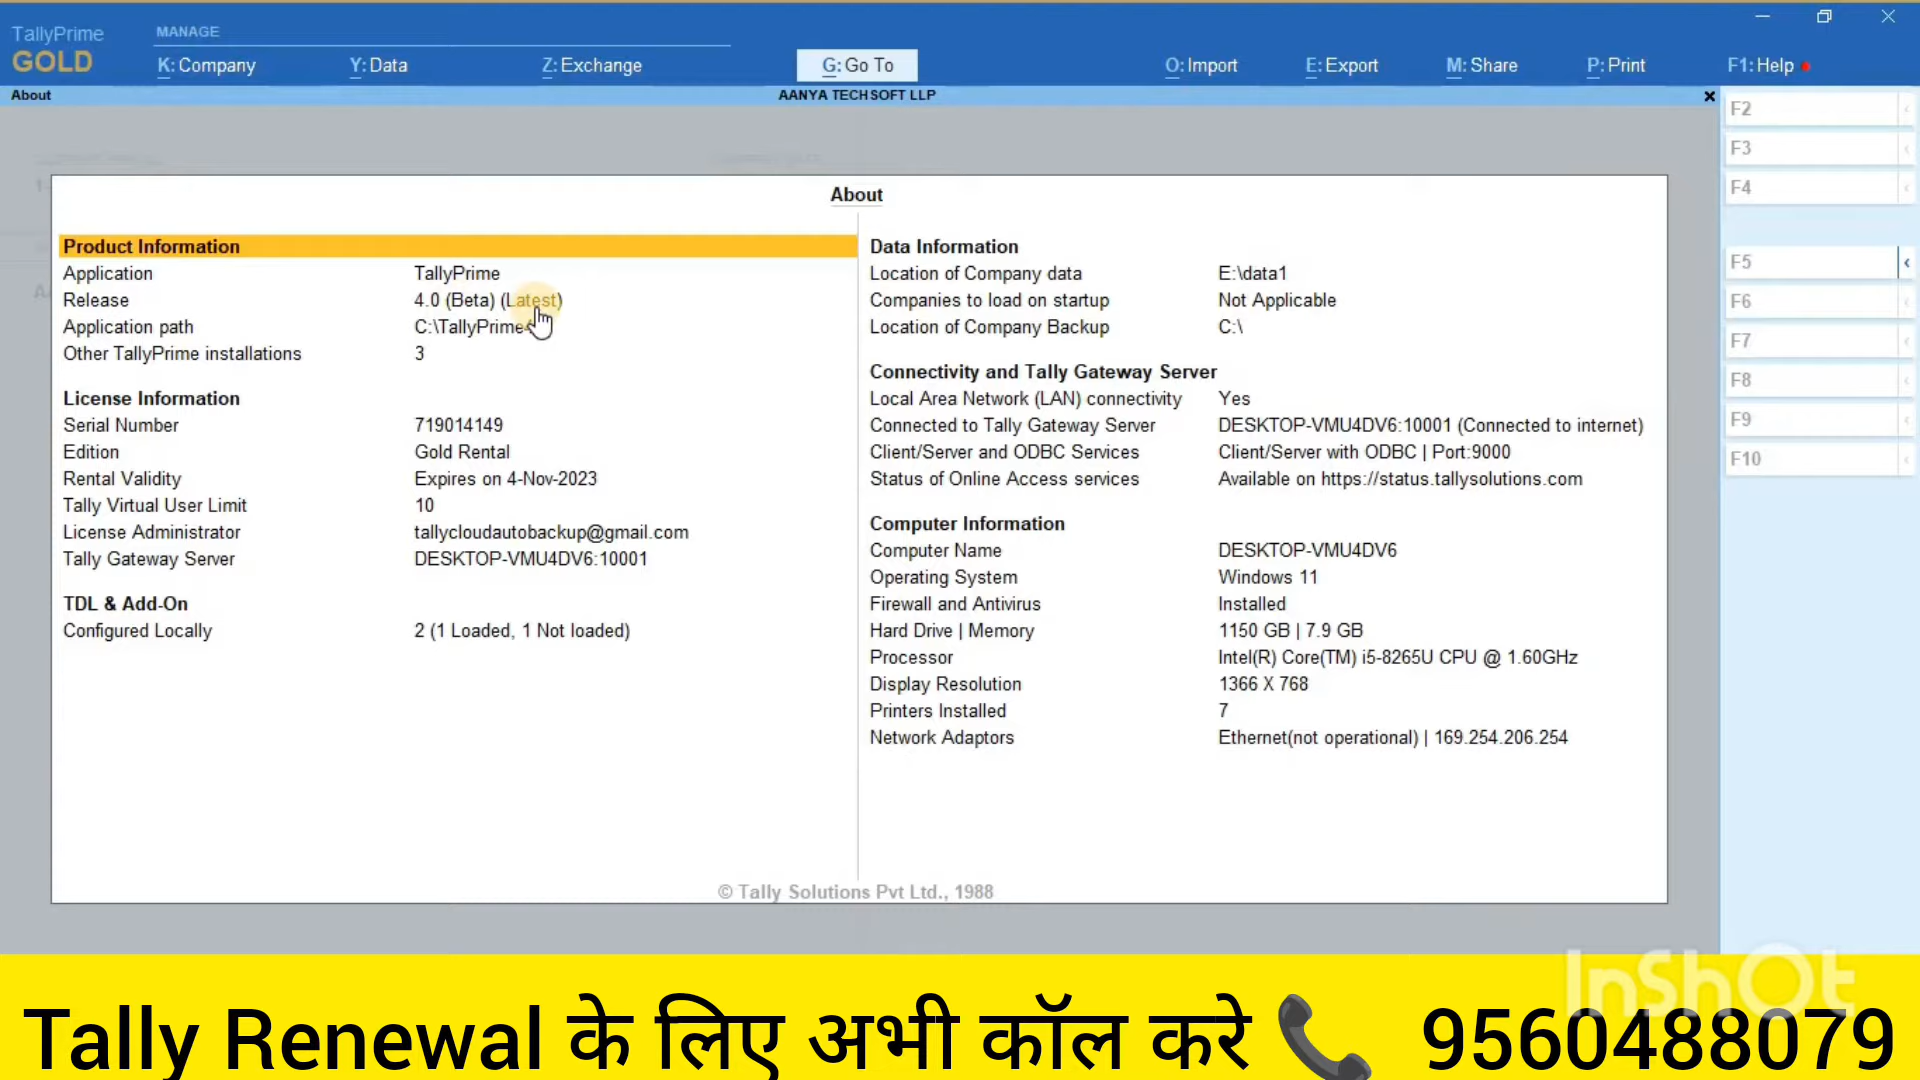 TallyPrime
GOLD
MANAGE
K: Company
Y: Data
Z: Exchange
G: Go To
O: Import
E: Export
M: Share
P: Print
F1: Help
About
AANYA TECHSOFT LLP
About
Product Information
Application TallyPrime
Release 4.0 (Beta) (Latest)
Application path C:\TallyPrime
Other TallyPrime installations 3
License Information
Serial Number 719014149
Edition Gold Rental
Rental Validity Expires on 4-Nov-2023
Tally Virtual User Limit 10
License Administrator tallycloudautobackup@gmail.com
Tally Gateway Server DESKTOP-VMU4DV6:10001
TDL & Add-On
Configured Locally 2 (1 Loaded, 1 Not loaded)
Data Information
Location of Company data E:\data1
Companies to load on startup Not Applicable
Location of Company Backup C:\
Connectivity and Tally Gateway Server
Local Area Network (LAN) connectivity Yes
Connected to Tally Gateway Server DESKTOP-VMU4DV6:10001 (Connected to internet)
Client/Server and ODBC Services Client/Server with ODBC | Port:9000
Status of Online Access services Available on https://status.tallysolutions.com
Computer Information
Computer Name DESKTOP-VMU4DV6
Operating System Windows 11
Firewall and Antivirus Installed
Hard Drive | Memory 1150 GB | 7.9 GB
Processor Intel(R) Core(TM) i5-8265U CPU @ 1.60GHz
Display Resolution 1366 X 768
Printers Installed 7
Network Adaptors Ethernet(not operational) | 169.254.206.254
© Tally Solutions Pvt Ltd., 1988
F2
F3
F4
F5
F6
F7
F8
F9
F10
InShOt
Tally Renewal के लिए अभी कॉल करे 📞 9560488079